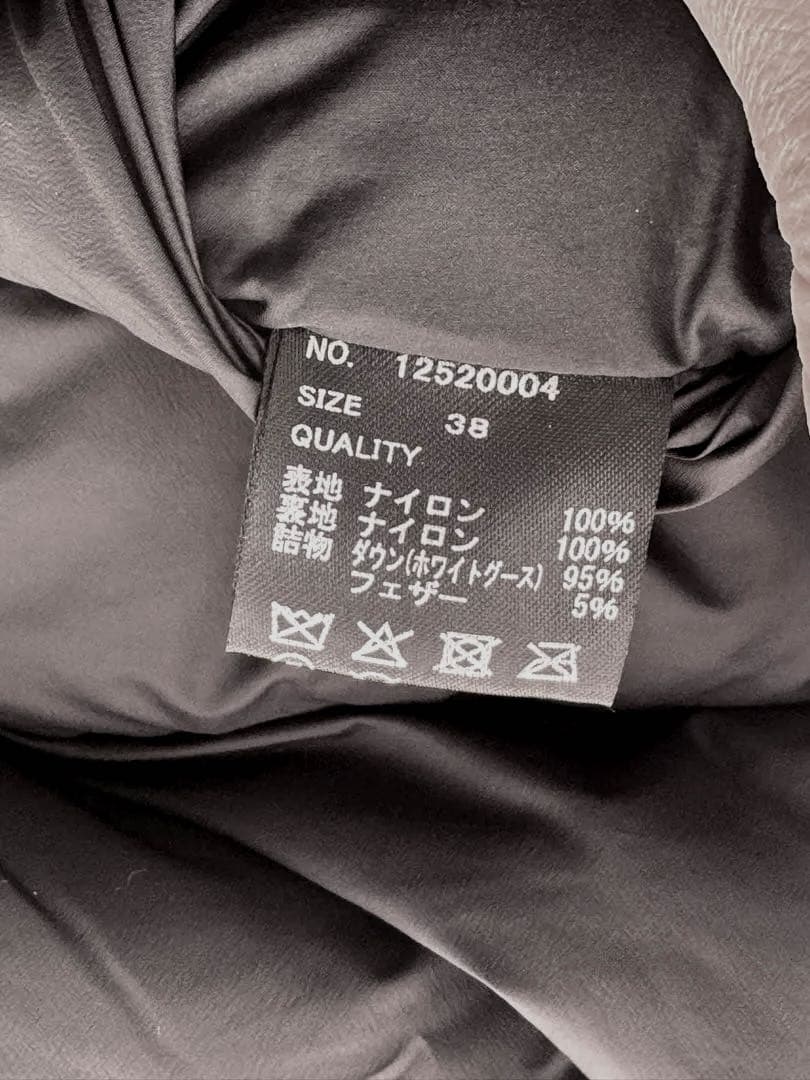 NO. 12520004
SIZE 38
QUALITY
表地 ナイロン 100%
裏地 ナイロン 100%
詰物 ダウン(ホワイトグース) 95%
フェザー 5%